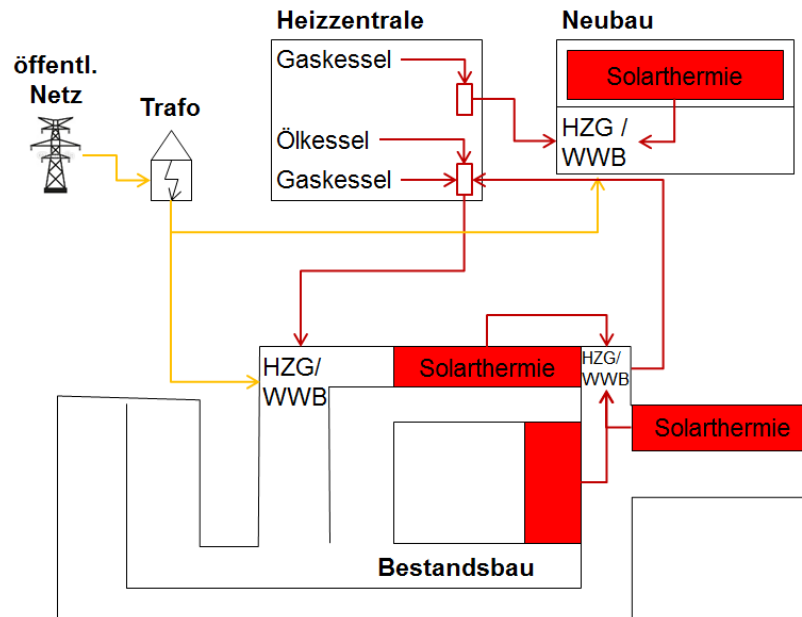 Heizzentrale
Neubau
öffentl.
Netz
Trafo
Gaskessel
Ölkessel
Gaskessel
Solarthermie
HZG /
WWB
HZG/
WWB
Solarthermie
HZG/
WWB
Solarthermie
Bestandsbau